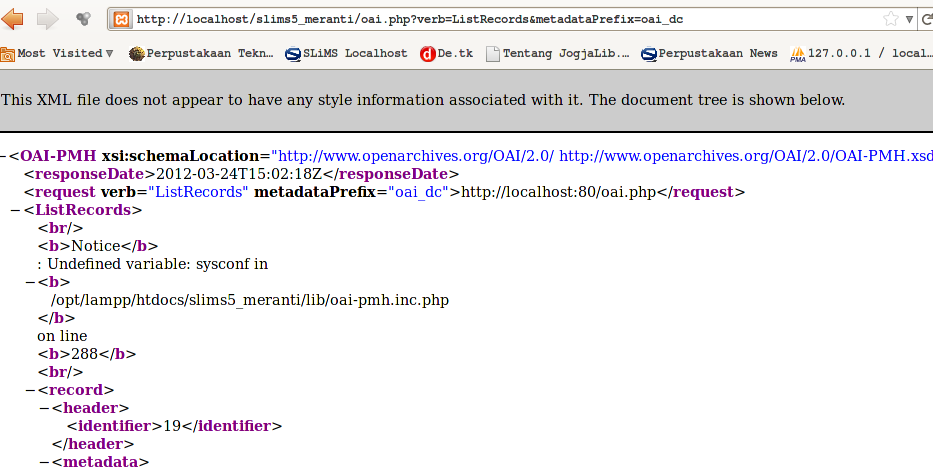 http://localhost/slims5_meranti/oai.php?verb=ListRecords&metadataPrefix=oai_dc
Most Visited Perpustakaan Tekn... SLiMS Localhost De.tk Tentang JogjaLib.... Perpustakaan News PMA 127.0.0.1 / local...
This XML file does not appear to have any style information associated with it. The document tree is shown below.
−<OAI-PMH xsi:schemaLocation="http://www.openarchives.org/OAI/2.0/ http://www.openarchives.org/OAI/2.0/OAI-PMH.xsd
<responseDate>2012-03-24T15:02:18Z</responseDate>
<request verb="ListRecords" metadataPrefix="oai_dc">http://localhost:80/oai.php</request>
−<ListRecords>
<br/>
<b>Notice</b>
: Undefined variable: sysconf in
−<b>
/opt/lampp/htdocs/slims5_meranti/lib/oai-pmh.inc.php
</b>
on line
<b>288</b>
<br/>
−<record>
−<header>
<identifier>19</identifier>
</header>
−<metadata>